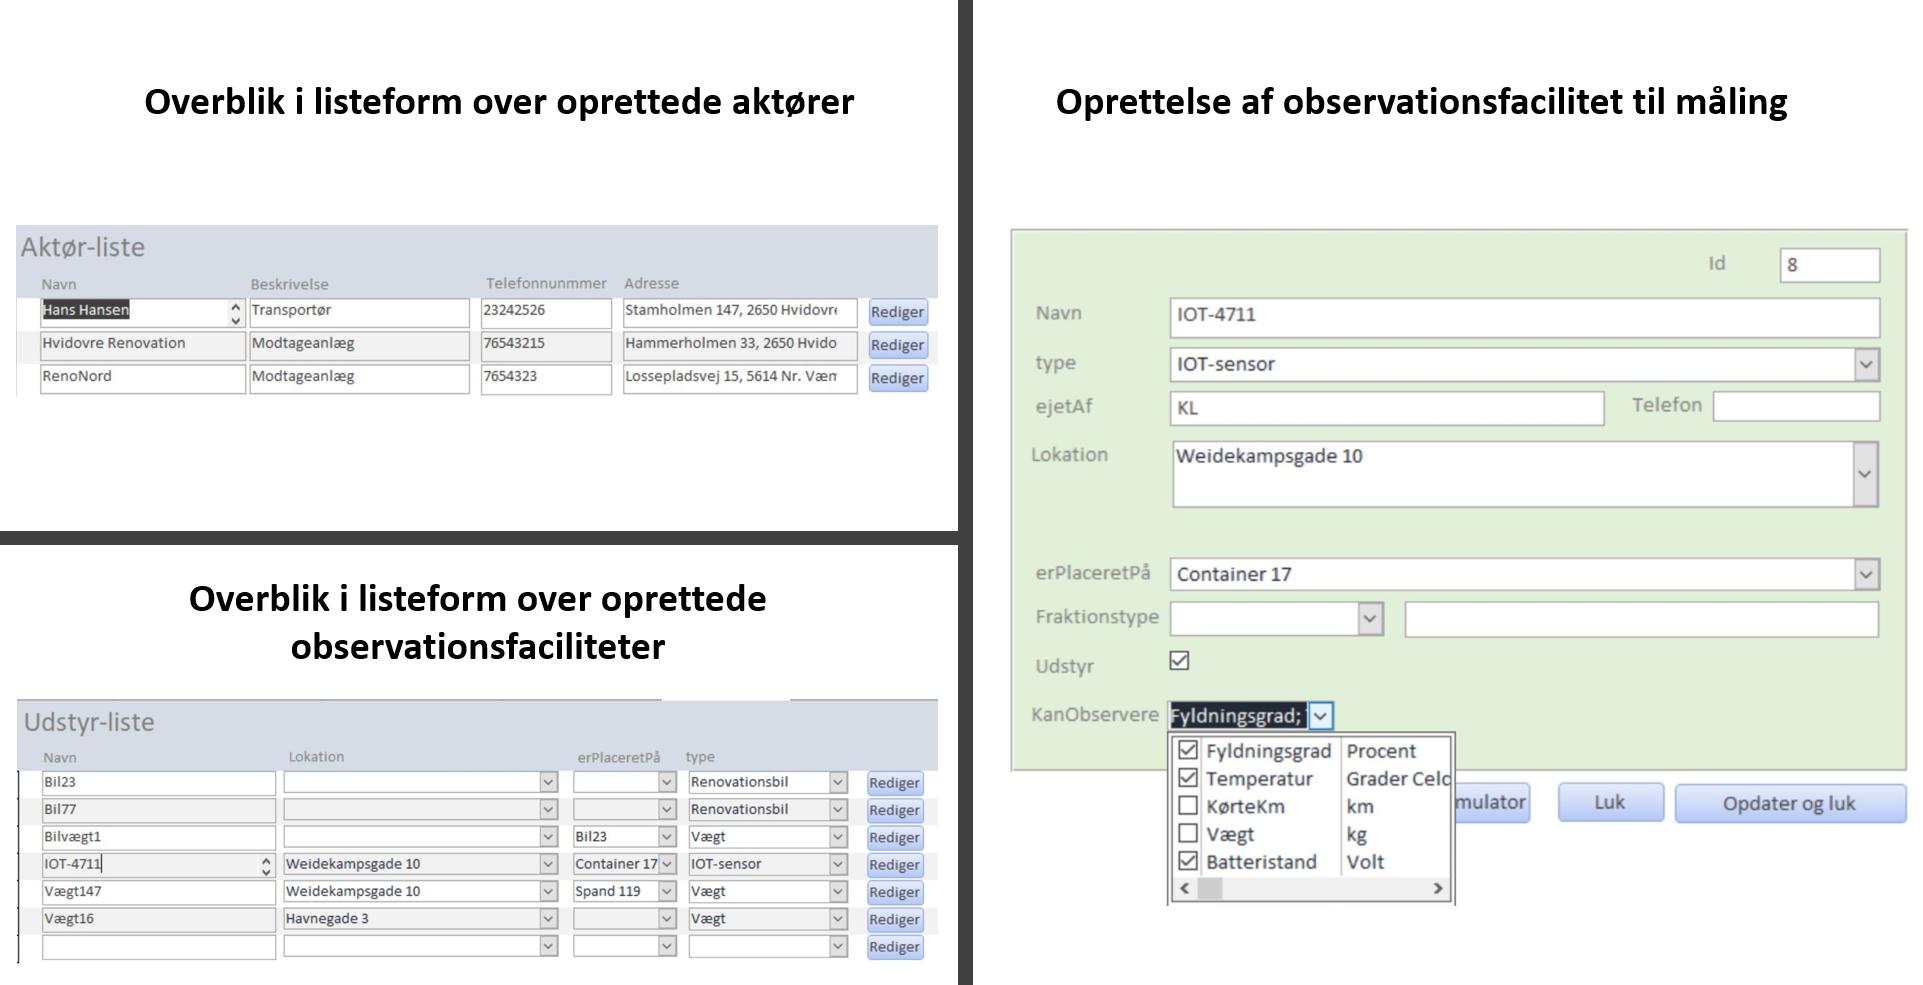 Overblik i listeform over oprettede aktører
Aktør-liste
Navn Beskrivelse Telefonnunmmer Adresse
Hans Hansen Transportør 23242526 Stamholmen 147, 2650 Hvidovre Rediger
Hvidovre Renovation Modtageanlæg 76543215 Hammerholmen 33, 2650 Hvido Rediger
RenoNord Modtageanlæg 7654323 Lossepladsvej 15, 5614 Nr. Væm Rediger
Overblik i listeform over oprettede
observationsfaciliteter
Udstyr-liste
Navn Lokation erPlaceretPå type
Bil23 Renovationsbil Rediger
Bil77 Renovationsbil Rediger
Bilvægt1 Bil23 Vægt Rediger
IOT-4711 Weidekampsgade 10 Container 17 IOT-sensor Rediger
Vægt147 Weidekampsgade 10 Spand 119 Vægt Rediger
Vægt16 Havnegade 3 Vægt Rediger
Rediger
Oprettelse af observationsfacilitet til måling
Id 8
Navn IOT-4711
type IOT-sensor
ejetAf KL Telefon
Lokation Weidekampsgade 10
erPlaceretPå Container 17
Fraktionstype
Udstyr
KanObservere Fyldningsgrad;
Fyldningsgrad Procent
Temperatur Grader Celc
KørteKm km
Vægt kg
Batteristand Volt
mulator Luk Opdater og luk